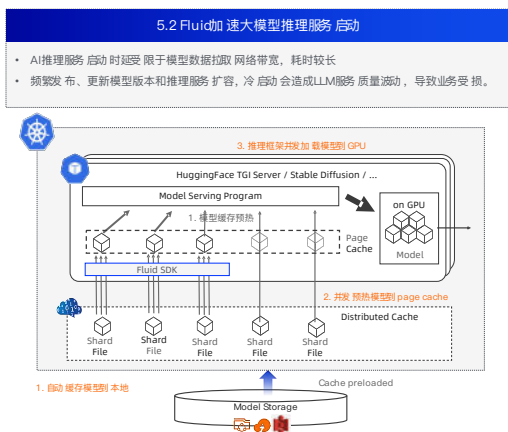 5.2 Fluid加速大模型推理服务启动
• AI推理服务启动时延受限于模型数据拉取网络带宽，耗时较长
• 频繁发布、更新模型版本和推理服务扩容，冷启动会造成LLM服务质量波动，导致业务受损。
3. 推理框架并发加载模型到 GPU
HuggingFace TGI Server / Stable Diffusion / ...
Model Serving Program
on GPU
1. 模型缓存预热
Page
Cache
Model
Fluid SDK
2. 并发预热模型到 page cache
Distributed Cache
Shard
File
Shard
File
Shard
File
Shard
File
Shard
File
1. 自动缓存模型到本地
Cache preloaded
Model Storage